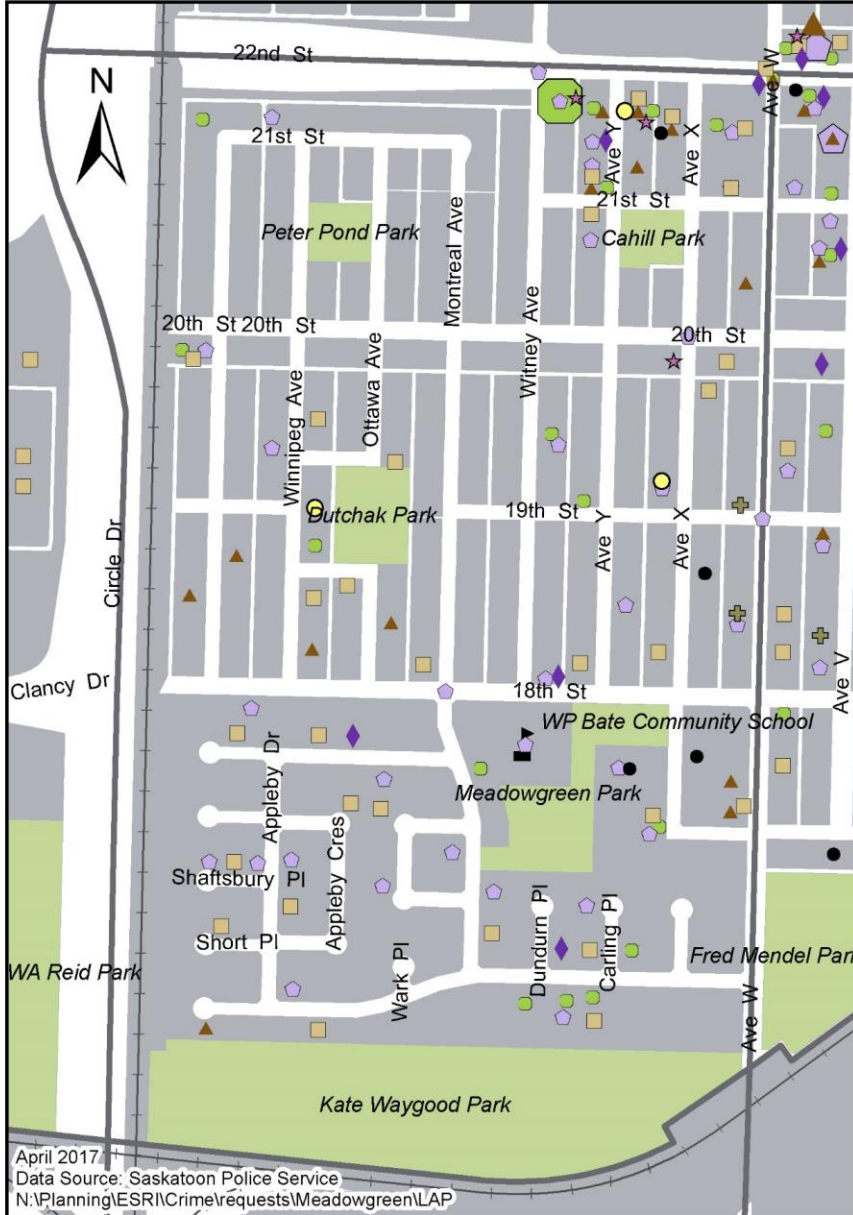 22nd St
Ave W
N
21st St
Ave Y
Ave X
21st St
Peter Pond Park
Montreal Ave
Cahill Park
20th St
20th St
Witney Ave
20th St
Winnipeg Ave
Ottawa Ave
Dutchak Park
19th St
Ave Y
Ave X
Circle Dr
Clancy Dr
18th St
Ave V
WP Bate Community School
Appleby Dr
Meadowgreen Park
Appleby Cres
Shaftsbury Pl
Short Pl
Wark Pl
Dundurn Pl
Carling Pl
Fred Mendel Park
WA Reid Park
Ave W
Kate Waygood Park
April 2017
Data Source: Saskatoon Police Service
N:\Planning\ESRI\Crime\requests\Meadowgreen\LAP